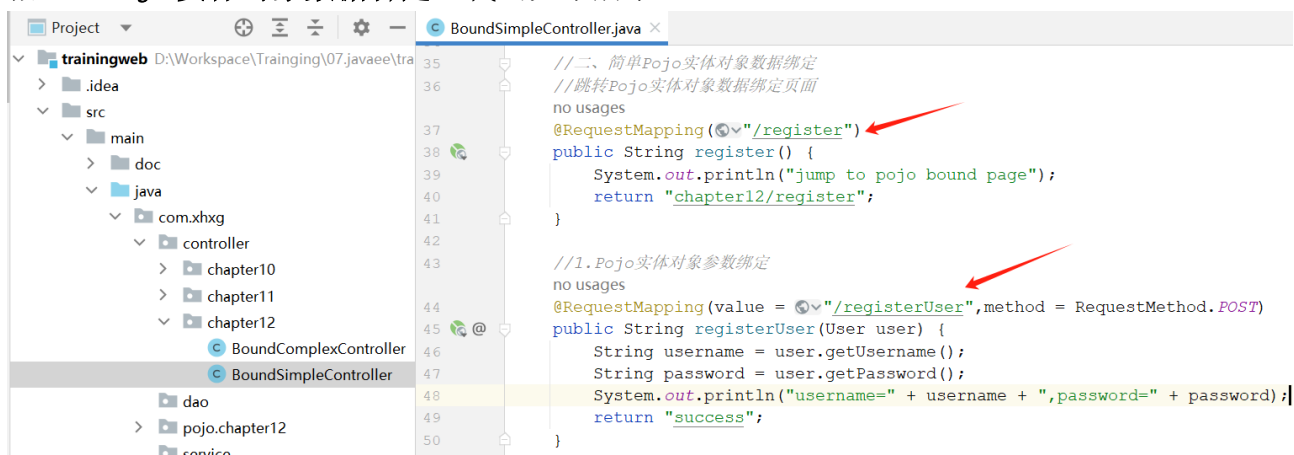 Project
BoundSimpleController.java
trainingweb D:\Workspace\Trainging\07.javaee\tra
.idea
src
main
doc
java
com.xhxg
controller
chapter10
chapter11
chapter12
BoundComplexController
BoundSimpleController
dao
pojo.chapter12
service
35 //二、简单Pojo实体对象数据绑定
36 //跳转Pojo实体对象数据绑定页面
no usages
37 @RequestMapping("/register")
38 public String register() {
39 System.out.println("jump to pojo bound page");
40 return "chapter12/register";
41 }
42
43 //1.Pojo实体对象参数绑定
no usages
44 @RequestMapping(value = "/registerUser",method = RequestMethod.POST)
45 @ public String registerUser(User user) {
46 String username = user.getUsername();
47 String password = user.getPassword();
48 System.out.println("username=" + username + ",password=" + password);
49 return "success";
50 }